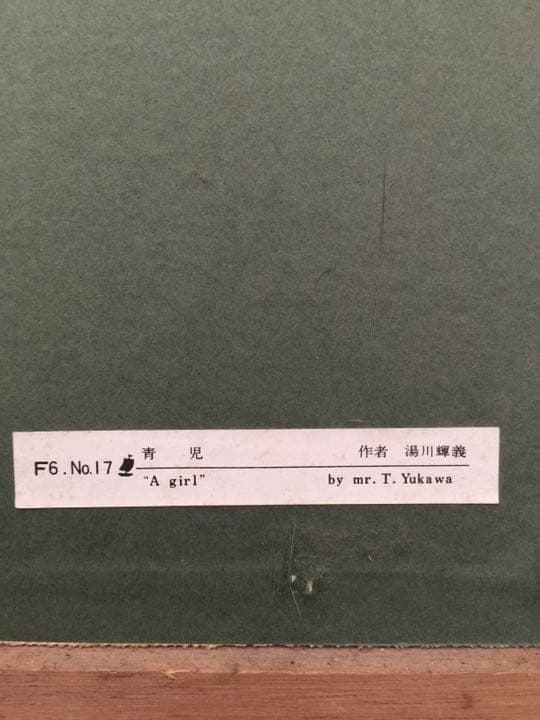 F6.No.17
青児 作者 湯川輝義
"A girl" by mr. T. Yukawa